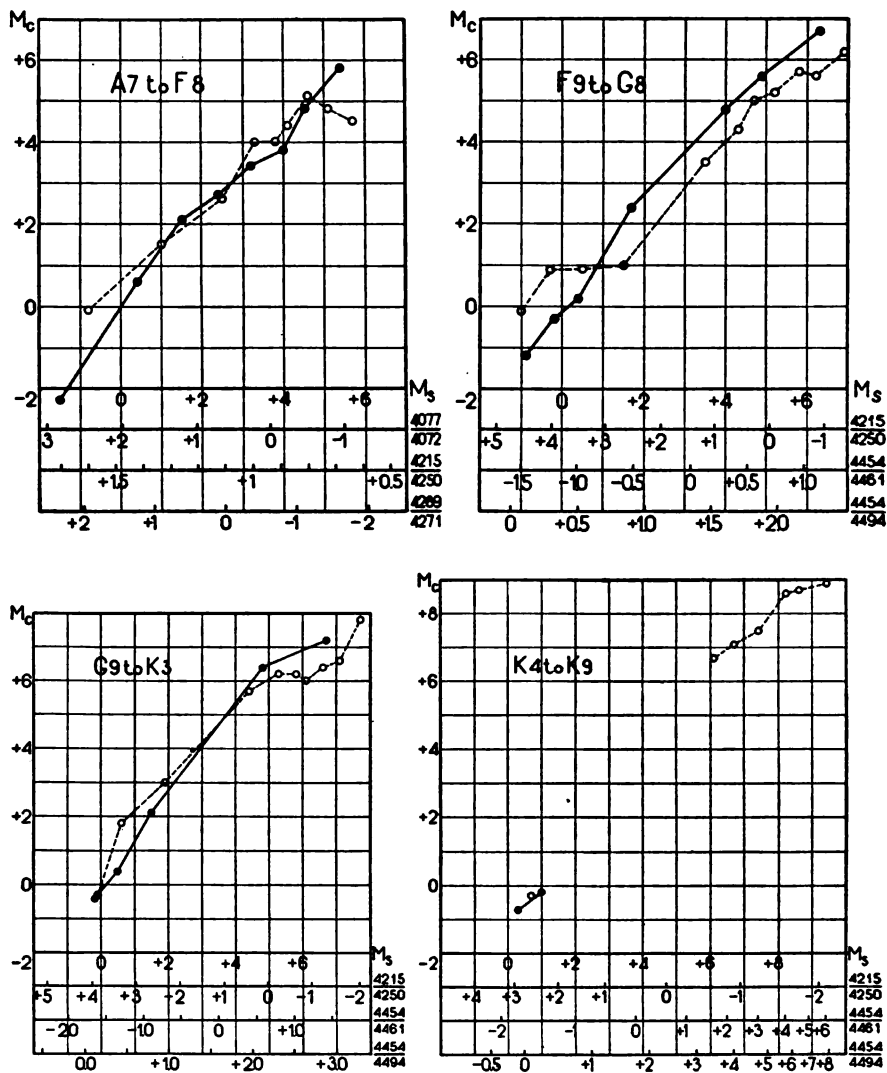 Mc
+6
A7 to F8
+4
+2
0
-2
0 +2 +4 +6 Ms
3 +2 +1 0 -1 4077
4072
+1.5 +1 +0.5 4215
4250
+2 +1 0 -1 -2 4289
4271
Mc
+6
F9 to G8
+4
+2
0
-2
0 +2 +4 +6 Ms
+5 +4 +3 +2 +1 0 -1 4215
4250
-1.5 -1.0 -0.5 0 +0.5 +1.0 4454
4461
0 +0.5 +1.0 +1.5 +2.0 4454
4494
Mc
+6
G9 to K3
+4
+2
0
-2
0 +2 +4 +6 Ms
+5 +4 +3 -2 +1 0 -1 -2 4215
4250
-2.0 -1.0 0 +1.0 4454
4461
0.0 +1.0 +2.0 +3.0 4454
4494
Mc
+8
K4 to K9
+6
+4
+2
0
-2
0 +2 +4 +6 +8 Ms
+4 +3 +2 +1 0 -1 -2 4215
4250
-2 -1 0 +1 +2 +3 +4 +5 +6 4454
4461
-0.5 0 +1 +2 +3 +4 +5 +6 +7 +8 4454
4494